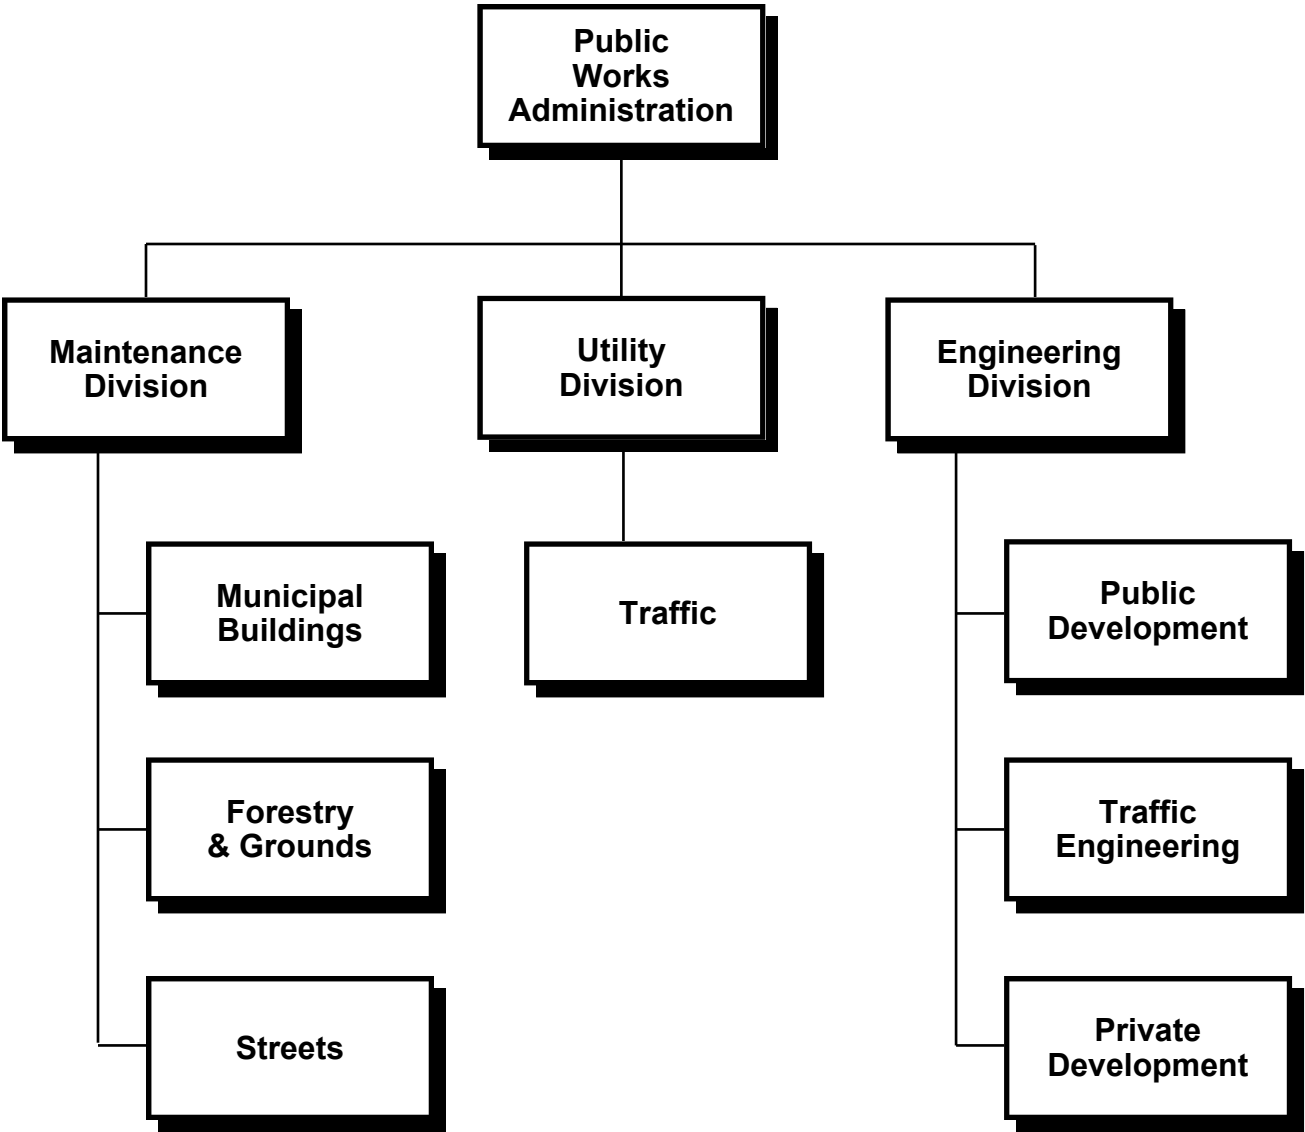 Public
Works
Administration
Maintenance
Division
Utility
Division
Engineering
Division
Municipal
Buildings
Traffic
Public
Development
Forestry
& Grounds
Traffic
Engineering
Streets
Private
Development